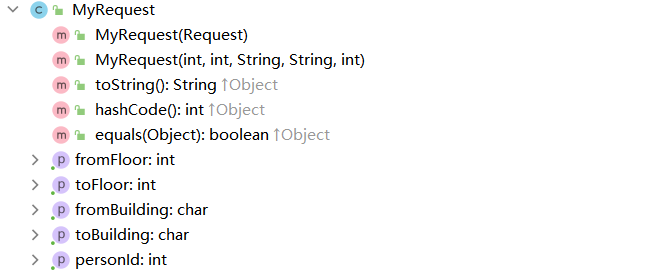 MyRequest
MyRequest(Request)
MyRequest(int, int, String, String, int)
toString(): String ↑Object
hashCode(): int ↑Object
equals(Object): boolean ↑Object
fromFloor: int
toFloor: int
fromBuilding: char
toBuilding: char
personId: int